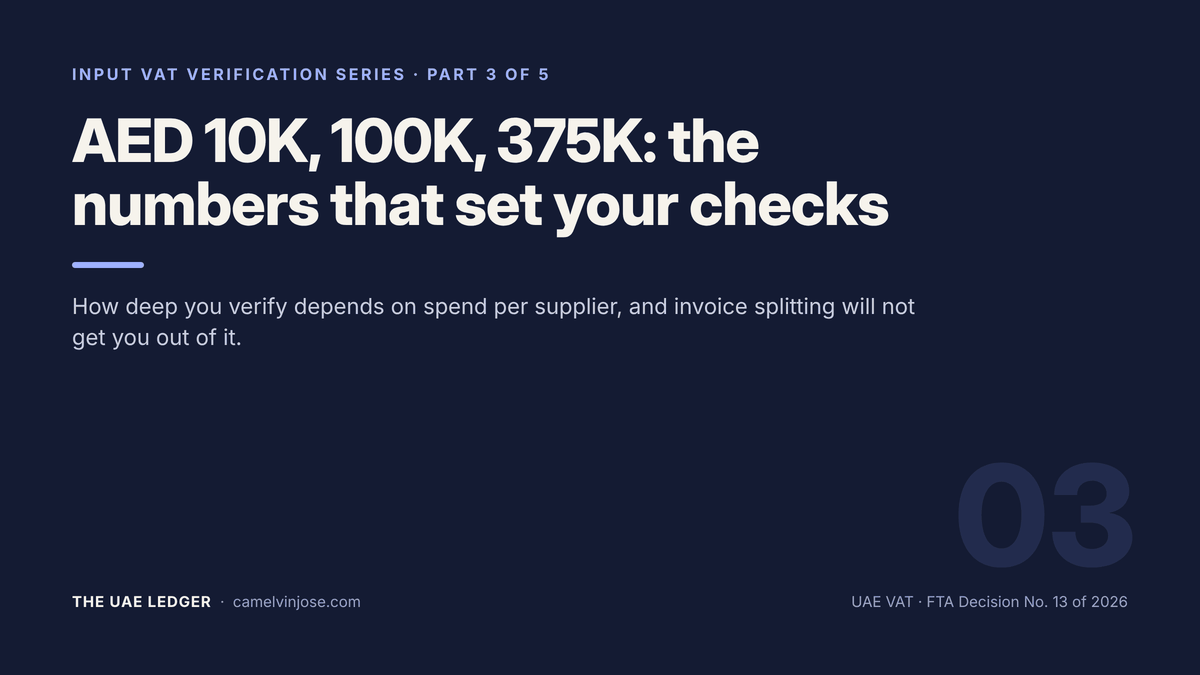 INPUT VAT VERIFICATION SERIES · PART 3 OF 5
AED 10K, 100K, 375K: the
numbers that set your checks
How deep you verify depends on spend per supplier, and invoice splitting will not
get you out of it.
03
THE UAE LEDGER · camelvinjose.com
UAE VAT · FTA Decision No. 13 of 2026